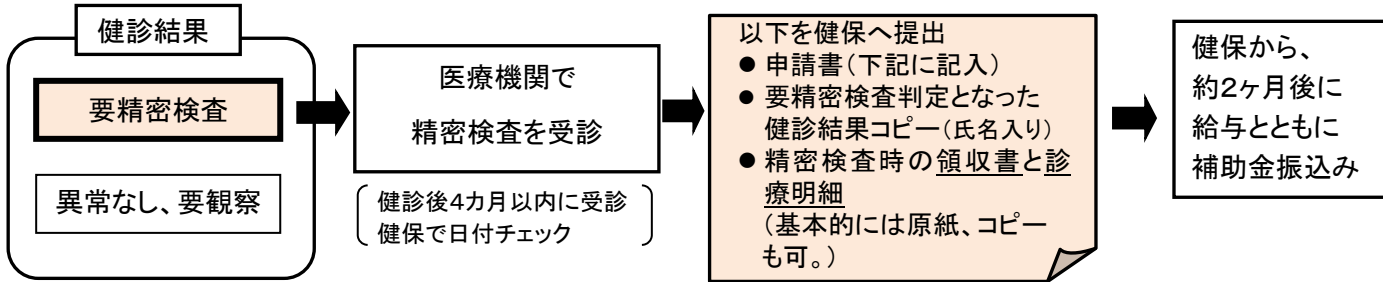 健診結果
要精密検査
異常なし、要観察
医療機関で
精密検査を受診
健診後4カ月以内に受診
健保で日付チェック
以下を健保へ提出
● 申請書(下記に記入)
● 要精密検査判定となった
健診結果コピー(氏名入り)
● 精密検査時の領収書と診
療明細
(基本的には原紙、コピー
も可。)
健保から、
約2ヶ月後に
給与とともに
補助金振込み